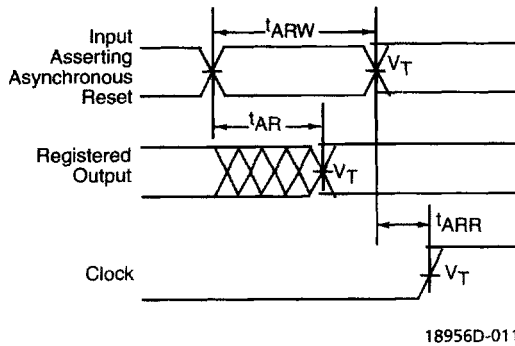 Input
Asserting
Asynchronous
Reset
tARW
VT
tAR
Registered
Output
VT
tARR
Clock
VT
18956D-011